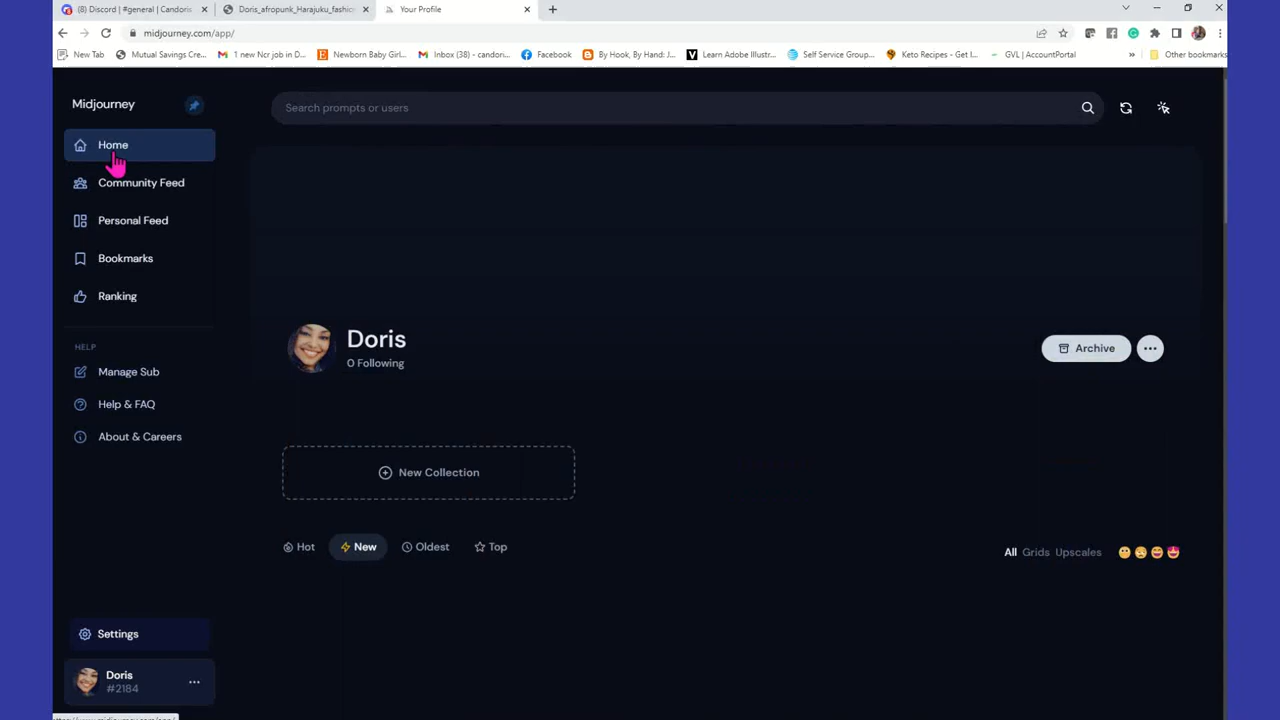 (8) Discord | #general | Candoris
Doris_afropunk_Harajuku_fashio
Your Profile
midjourney.com/app/
New Tab
Mutual Savings Cre...
1 new Ncr job in D...
Newborn Baby Girl...
Inbox (38) - candori...
Facebook
By Hook, By Hand: J...
Learn Adobe Illustr...
Self Service Group...
Keto Recipes - Get I...
GVL | AccountPortal
»
Other bookmarks
Midjourney
Search prompts or users
Home
Community Feed
Personal Feed
Bookmarks
Ranking
HELP
Manage Sub
Help & FAQ
About & Careers
Doris
0 Following
Archive
New Collection
Hot
New
Oldest
Top
All Grids Upscales
Settings
Doris
#2184